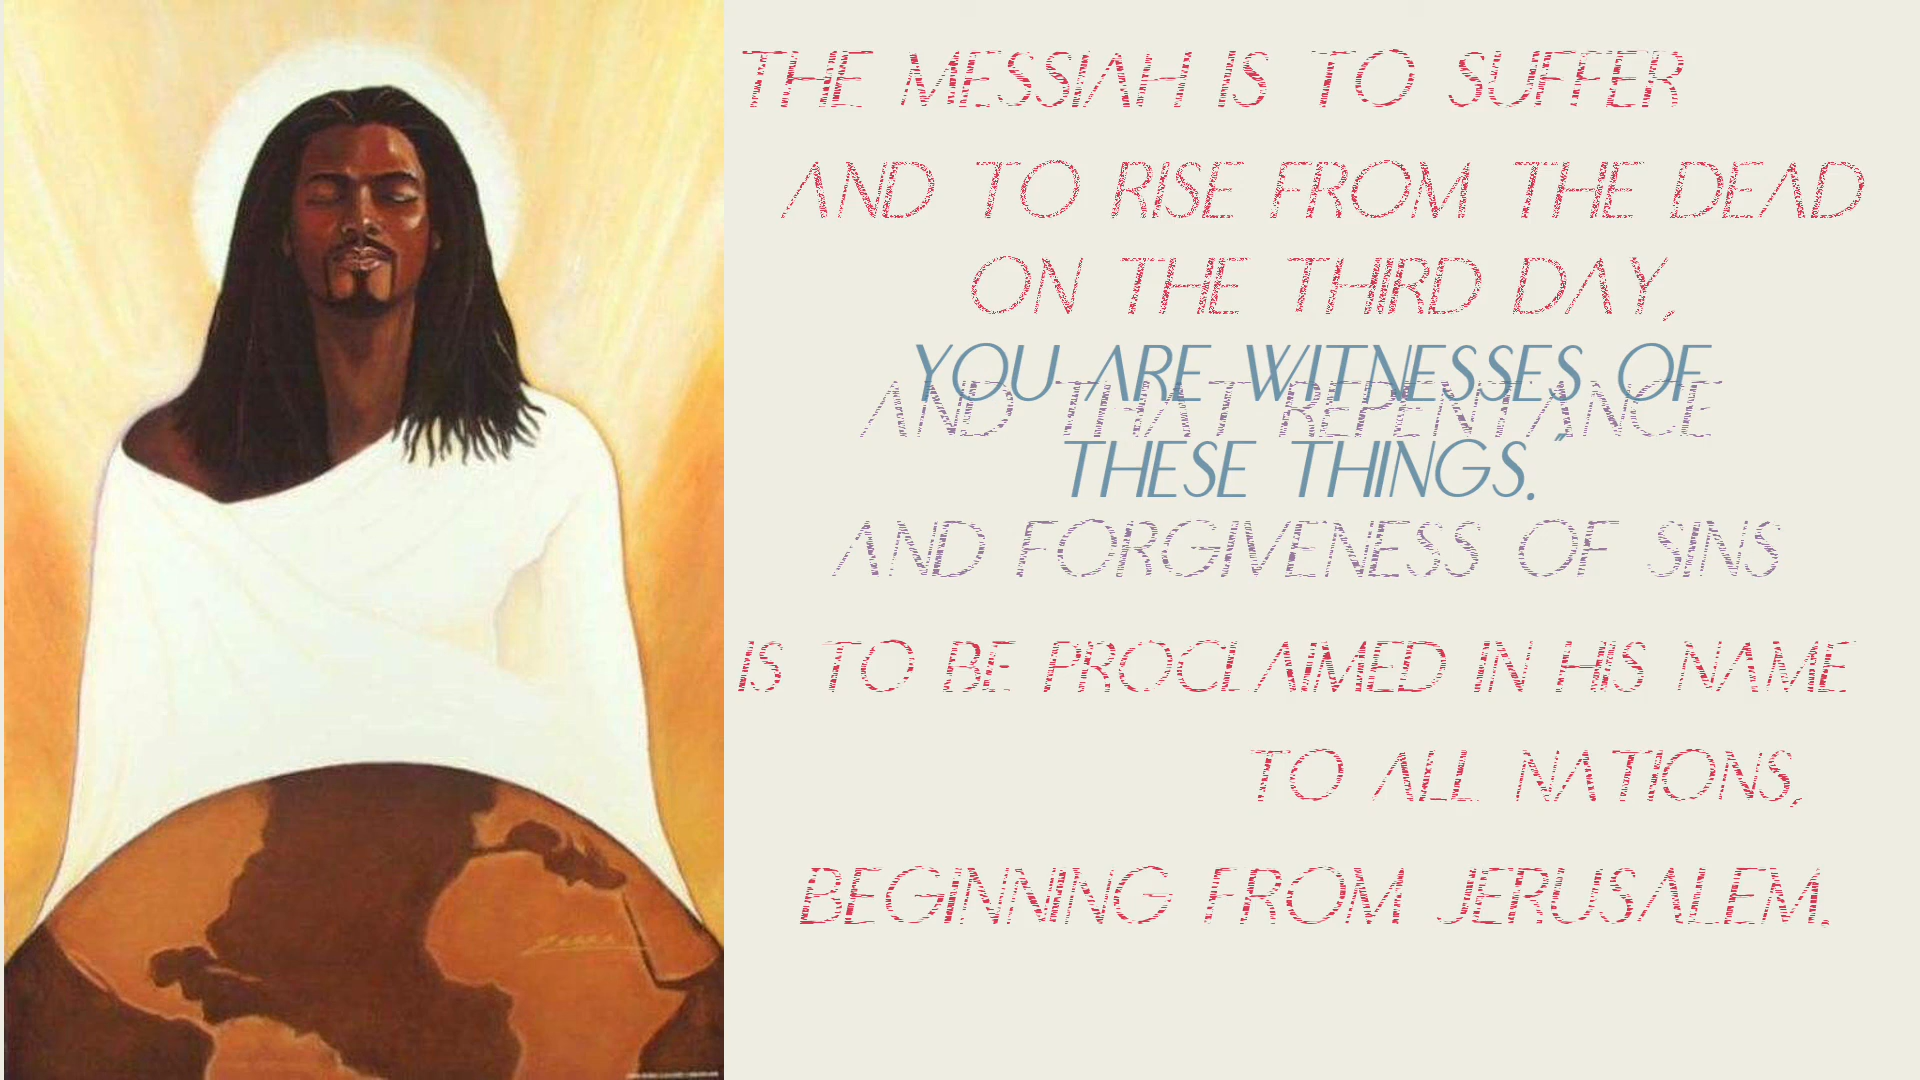 THE MESSIAH IS TO SUFFER
AND TO RISE FROM THE DEAD
ON THE THIRD DAY,
YOU ARE WITNESSES OF
AND THAT REPENTANCE
THESE THINGS.”
AND FORGIVENESS OF SINS
IS TO BE PROCLAIMED IN HIS NAME
TO ALL NATIONS,
BEGINNING FROM JERUSALEM.